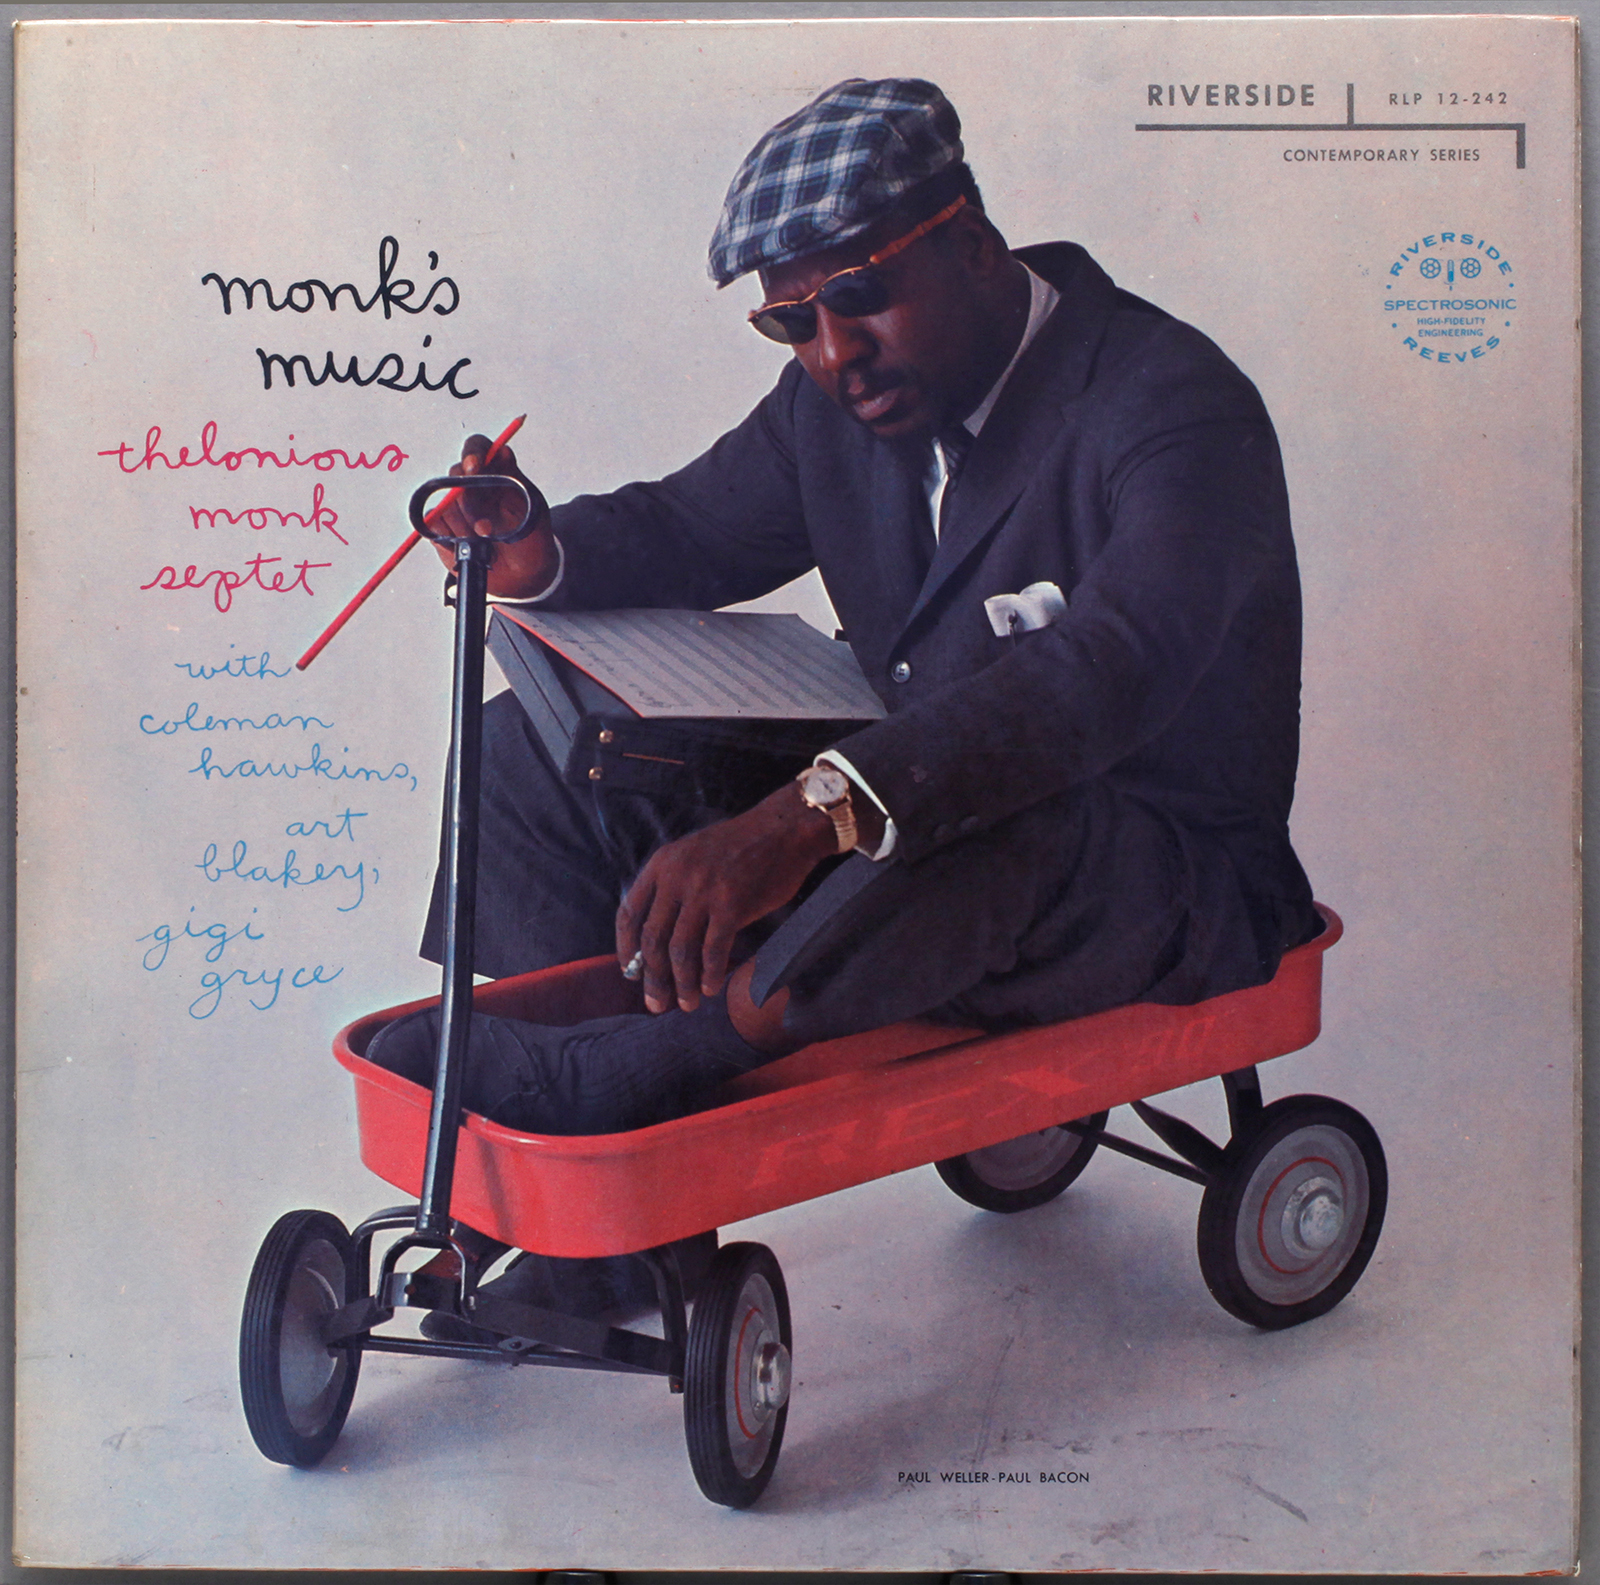 monk's
music
thelonious
monk
septet
with
coleman
hawkins,
art
blakey,
gigi
gryce
RIVERSIDE
RLP 12-242
CONTEMPORARY SERIES
RIVERSIDE
SPECTROSONIC
HIGH-FIDELITY
ENGINEERING
REEVES
REX
PAUL WELLER-PAUL BACON